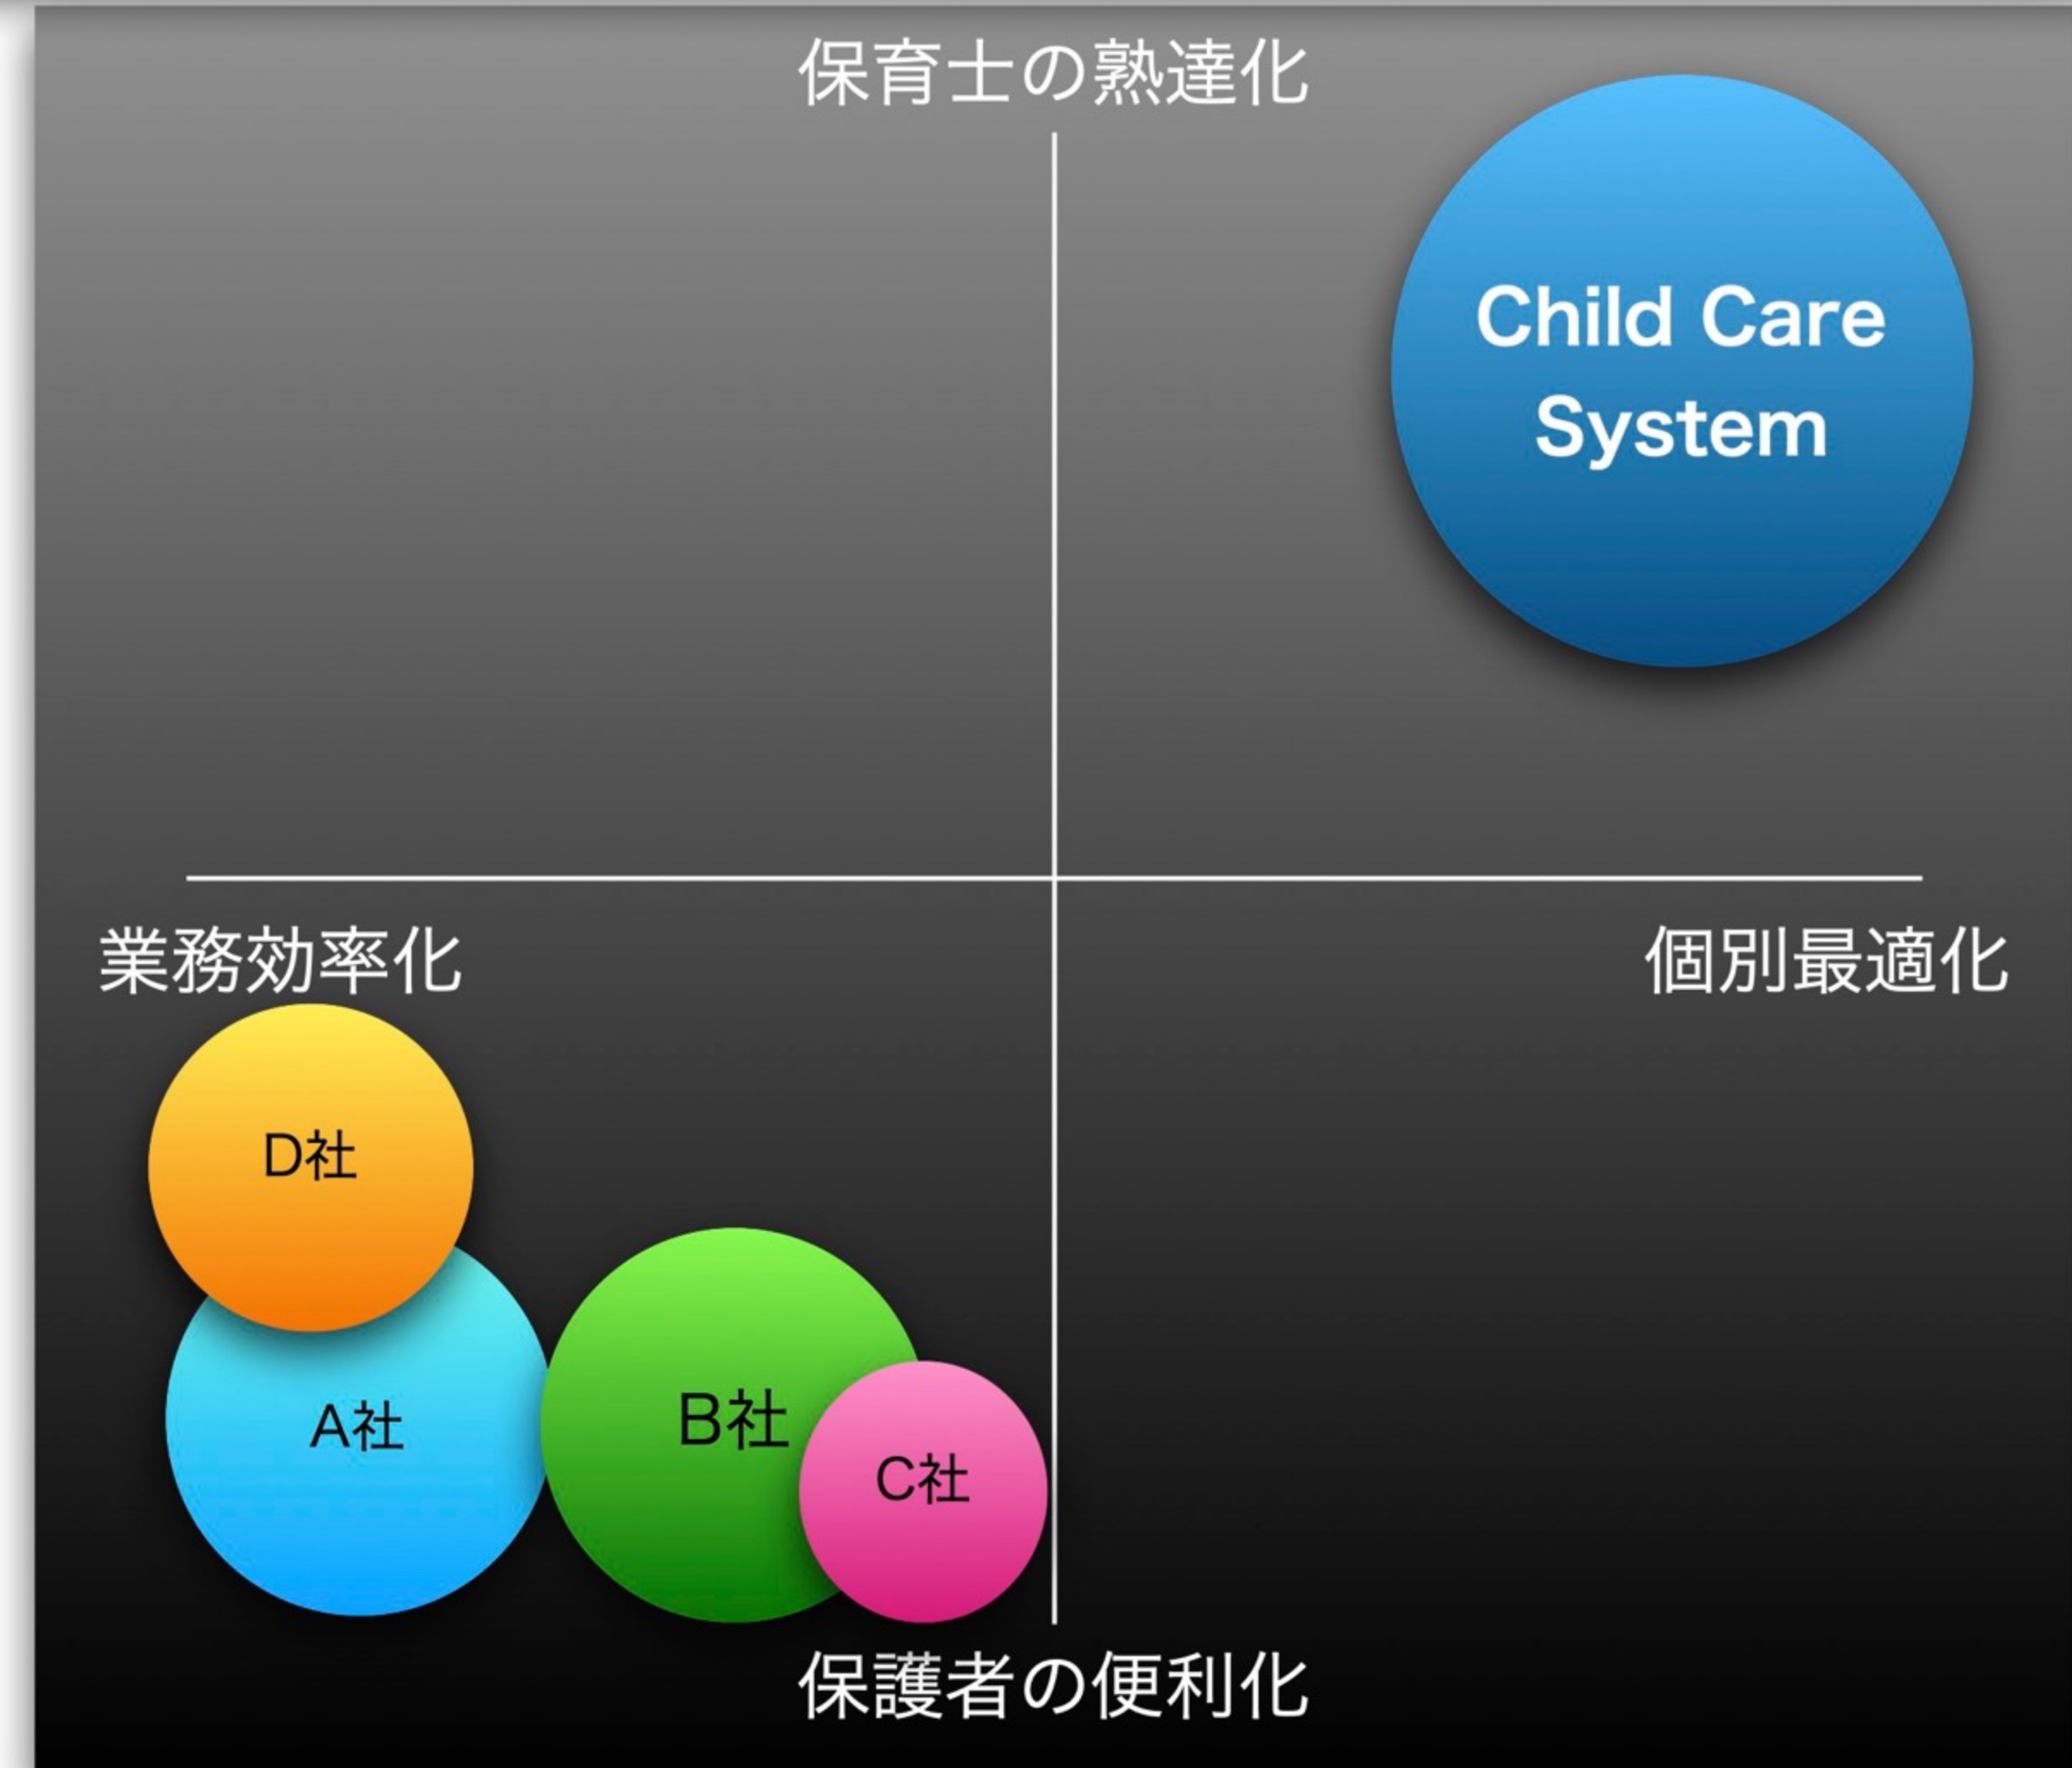 保育士の熟達化
Child Care
System
業務効率化
個別最適化
D社
A社
B社
C社
保護者の便利化